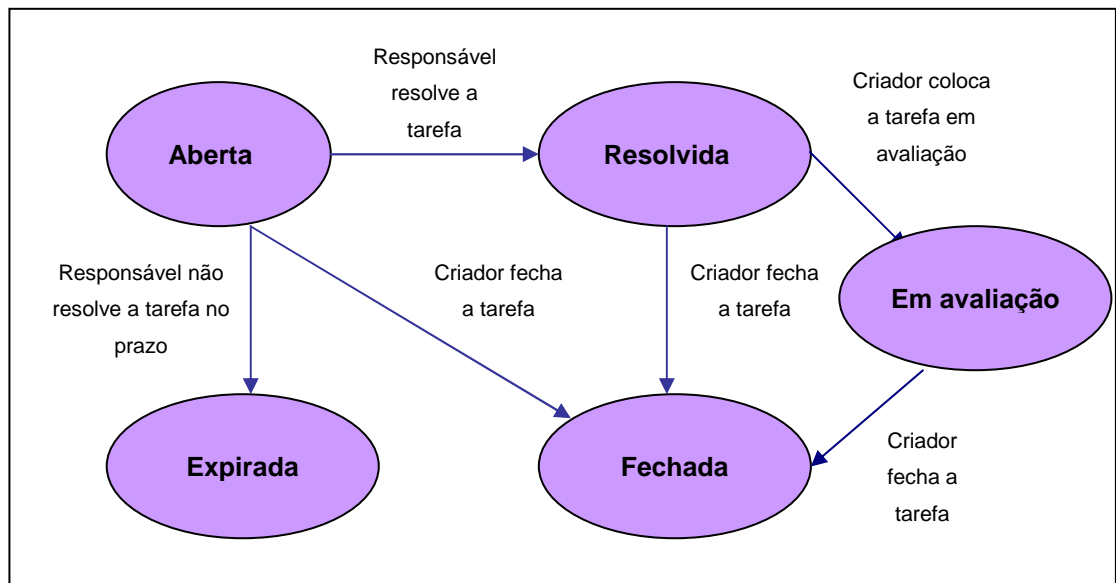 Responsável
resolve a
tarefa
Criador coloca
a tarefa em
avaliação
Aberta
Resolvida
Responsável não
resolve a tarefa no
prazo
Criador fecha
a tarefa
Criador fecha
a tarefa
Em avaliação
Expirada
Fechada
Criador
fecha a
tarefa